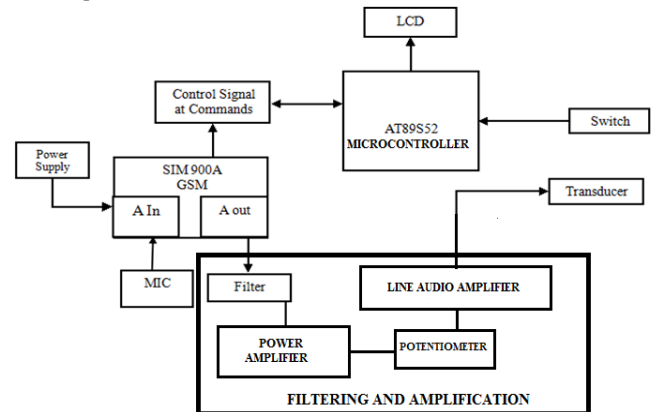 LCD
Control Signal
at Commands
AT89S52
MICROCONTROLLER
Switch
Power
Supply
SIM 900A
GSM
A In
A out
Transducer
MIC
Filter
LINE AUDIO AMPLIFIER
POWER
AMPLIFIER
POTENTIOMETER
FILTERING AND AMPLIFICATION